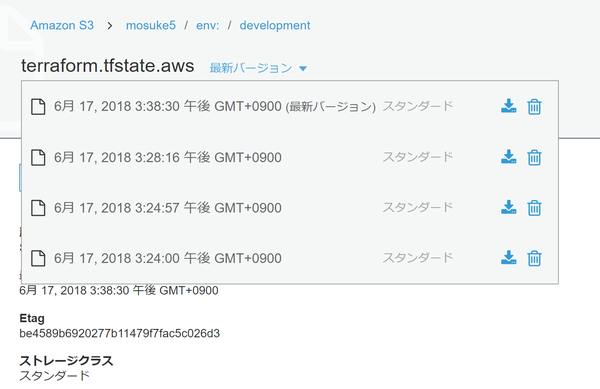 Amazon S3 > mosuke5 / env: / development
terraform.tfstate.aws 最新バージョン
6月 17, 2018 3:38:30 午後 GMT+0900 (最新バージョン) スタンダード
6月 17, 2018 3:28:16 午後 GMT+0900 スタンダード
6月 17, 2018 3:24:57 午後 GMT+0900 スタンダード
6月 17, 2018 3:24:00 午後 GMT+0900 スタンダード
6月 17, 2018 3:38:30 午後 GMT+0900
Etag
be4589b6920277b11479f7fac5c026d3
ストレージクラス
スタンダード